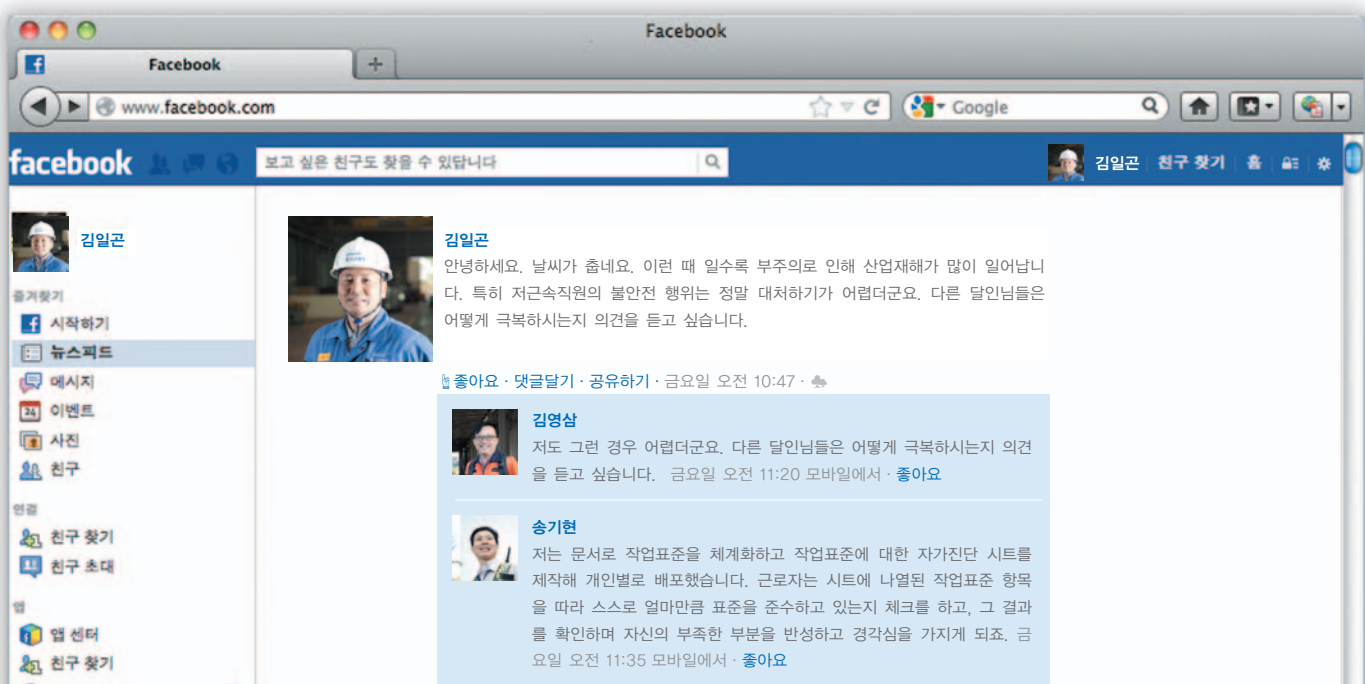 Facebook
Facebook
www.facebook.com
Google
facebook
보고 싶은 친구도 찾을 수 있답니다
김일곤 친구 찾기 홈
김일곤
즐겨찾기
시작하기
뉴스피드
메시지
24 이벤트
사진
친구
연결
친구 찾기
친구 초대
앱
앱 센터
친구 찾기
김일곤
안녕하세요. 날씨가 춥네요. 이런 때 일수록 부주의로 인해 산업재해가 많이 일어납니
다. 특히 저근속직원의 불안전 행위는 정말 대처하기가 어렵더군요. 다른 달인님들은
어떻게 극복하시는지 의견을 듣고 싶습니다.
좋아요 · 댓글달기 · 공유하기 · 금요일 오전 10:47 ·
김영삼
저도 그런 경우 어렵더군요. 다른 달인님들은 어떻게 극복하시는지 의견
을 듣고 싶습니다. 금요일 오전 11:20 모바일에서 · 좋아요
송기현
저는 문서로 작업표준을 체계화하고 작업표준에 대한 자가진단 시트를
제작해 개인별로 배포했습니다. 근로자는 시트에 나열된 작업표준 항목
을 따라 스스로 얼마만큼 표준을 준수하고 있는지 체크를 하고, 그 결과
를 확인하며 자신의 부족한 부분을 반성하고 경각심을 가지게 되죠. 금
요일 오전 11:35 모바일에서 · 좋아요